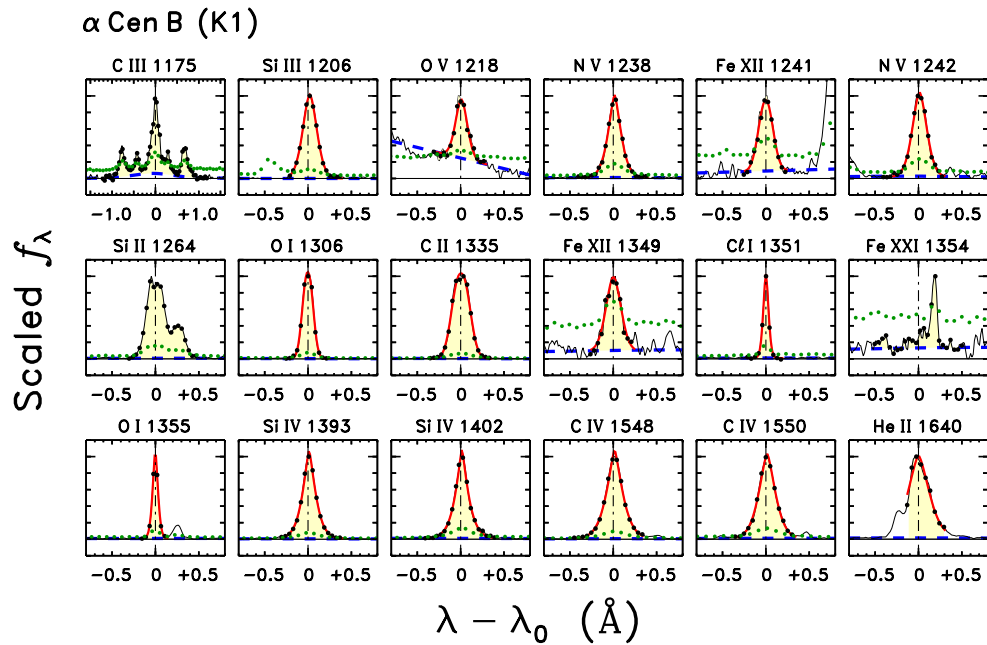 α Cen B (K1)
C III 1175 Si III 1206 O V 1218 N V 1238 Fe XII 1241 N V 1242
−1.0 0 +1.0 −0.5 0 +0.5 −0.5 0 +0.5 −0.5 0 +0.5 −0.5 0 +0.5 −0.5 0 +0.5
Si II 1264 O I 1306 C II 1335 Fe XII 1349 Cℓ I 1351 Fe XXI 1354
−0.5 0 +0.5 −0.5 0 +0.5 −0.5 0 +0.5 −0.5 0 +0.5 −0.5 0 +0.5 −0.5 0 +0.5
O I 1355 Si IV 1393 Si IV 1402 C IV 1548 C IV 1550 He II 1640
−0.5 0 +0.5 −0.5 0 +0.5 −0.5 0 +0.5 −0.5 0 +0.5 −0.5 0 +0.5 −0.5 0 +0.5
Scaled f_λ
λ − λ₀ (Å)